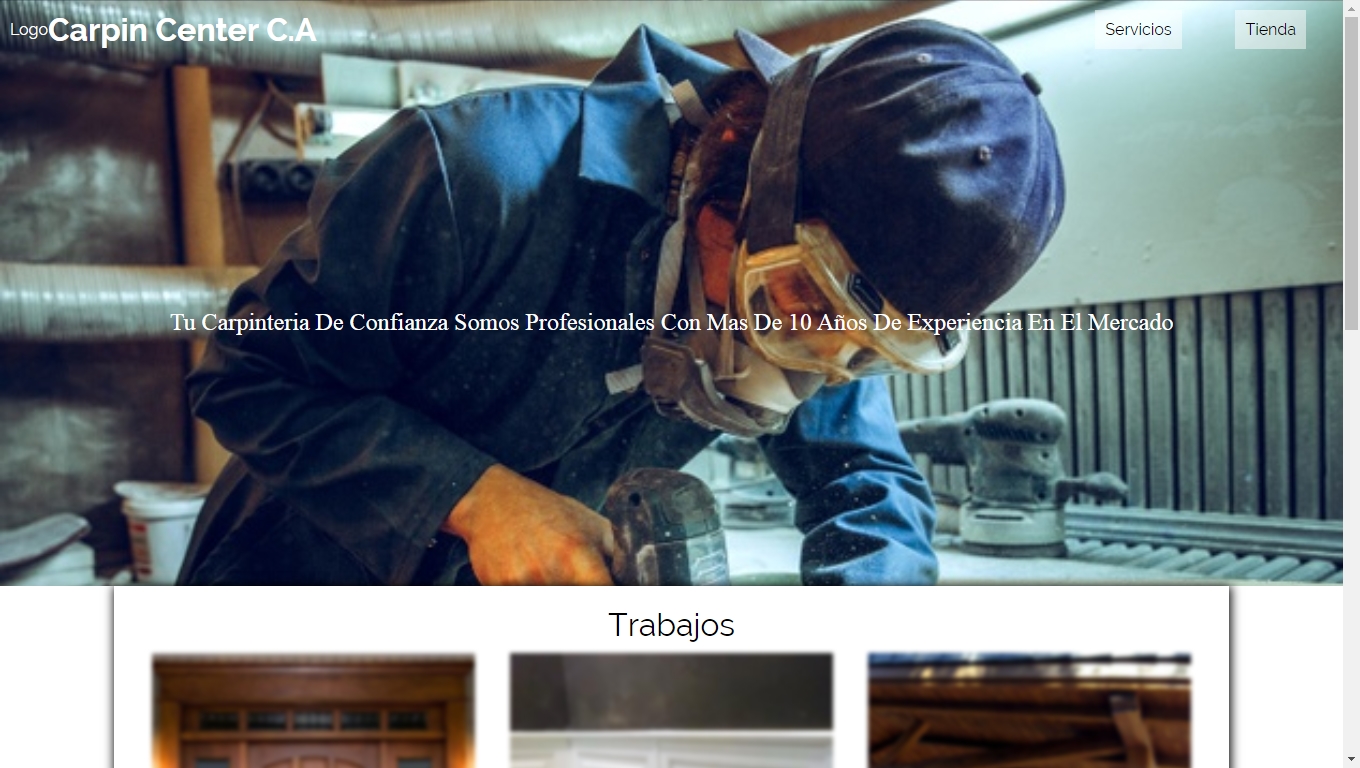 LogoCarpin Center C.A
Servicios
Tienda
Tu Carpinteria De Confianza Somos Profesionales Con Mas De 10 Años De Experiencia En El Mercado
Trabajos